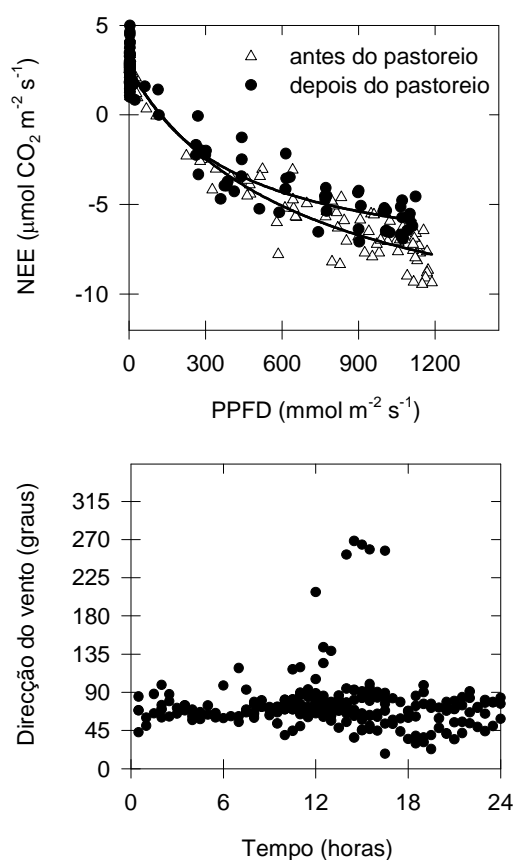 antes do pastoreio
depois do pastoreio
5
0
-5
-10
NEE (μmol CO₂ m⁻² s⁻¹)
0 300 600 900 1200
PPFD (mmol m⁻² s⁻¹)
315
270
225
180
135
90
45
0
Direcção do vento (graus)
0 6 12 18 24
Tempo (horas)